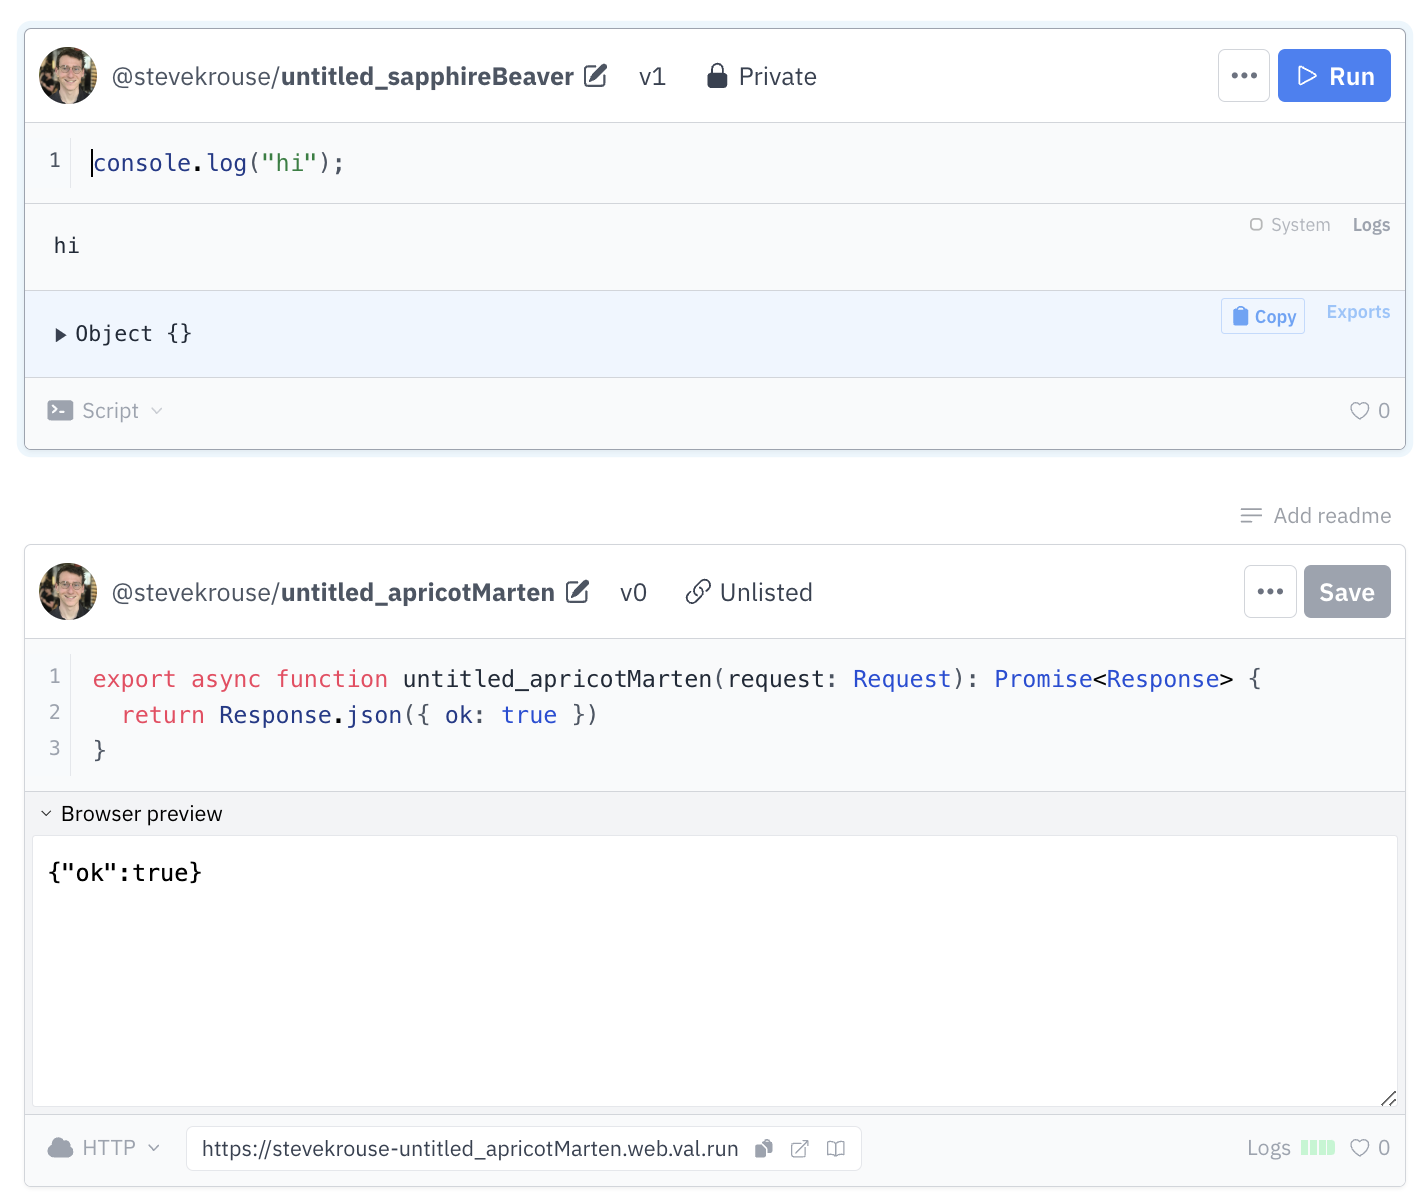 @stevekrouse/untitled_sapphireBeaver v1 Private ••• Run
1 console.log("hi");
System Logs
hi
Copy Exports
Object {}
Script 0
Add readme
@stevekrouse/untitled_apricotMarten v0 Unlisted ••• Save
1 export async function untitled_apricotMarten(request: Request): Promise<Response> {
2 return Response.json({ ok: true })
3 }
Browser preview
{"ok":true}
HTTP https://stevekrouse-untitled_apricotMarten.web.val.run Logs 0